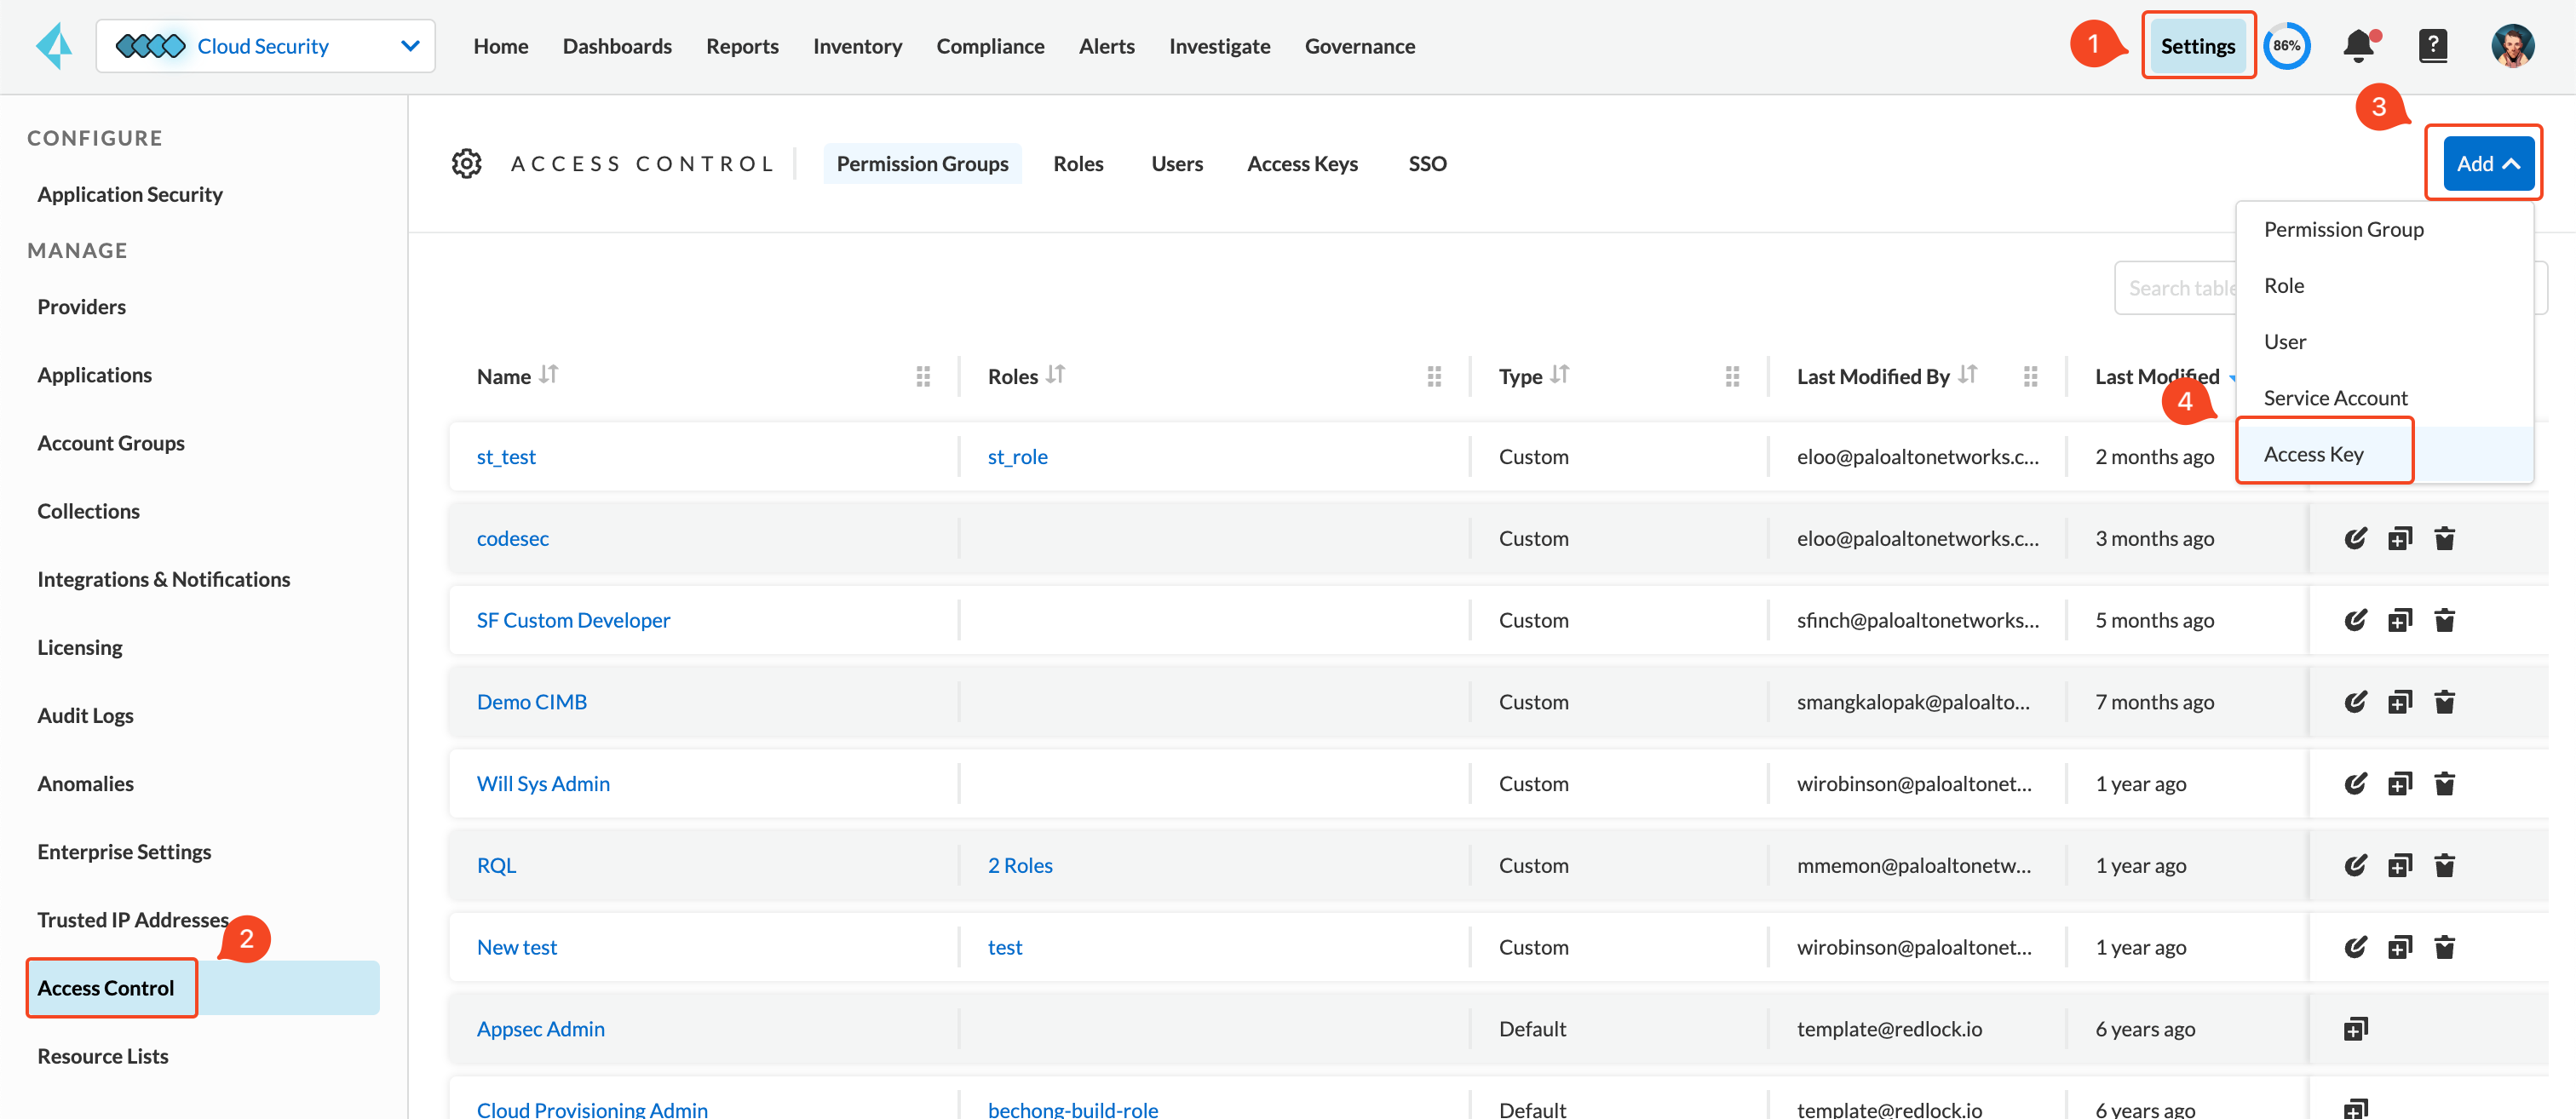 Cloud Security Home Dashboards Reports Inventory Compliance Alerts Investigate Governance 1 Settings 86% ?
3
CONFIGURE
Application Security
MANAGE
Providers
Applications
Account Groups
Collections
Integrations & Notifications
Licensing
Audit Logs
Anomalies
Enterprise Settings
Trusted IP Addresses
2
Access Control
Resource Lists
ACCESS CONTROL Permission Groups Roles Users Access Keys SSO Add
Permission Group
Role
User
Service Account
4
Access Key
Search table
Name Roles Type Last Modified By Last Modified
st_test st_role Custom eloo@paloaltonetworks.c... 2 months ago
codesec Custom eloo@paloaltonetworks.c... 3 months ago
SF Custom Developer Custom sfinch@paloaltonetworks... 5 months ago
Demo CIMB Custom smangkalopak@paloalto... 7 months ago
Will Sys Admin Custom wirobinson@paloaltonet... 1 year ago
RQL 2 Roles Custom mmemon@paloaltonetw... 1 year ago
New test test Custom wirobinson@paloaltonet... 1 year ago
Appsec Admin Default template@redlock.io 6 years ago
Cloud Provisioning Admin bechong-build-role Default template@redlock.io 6 years ago